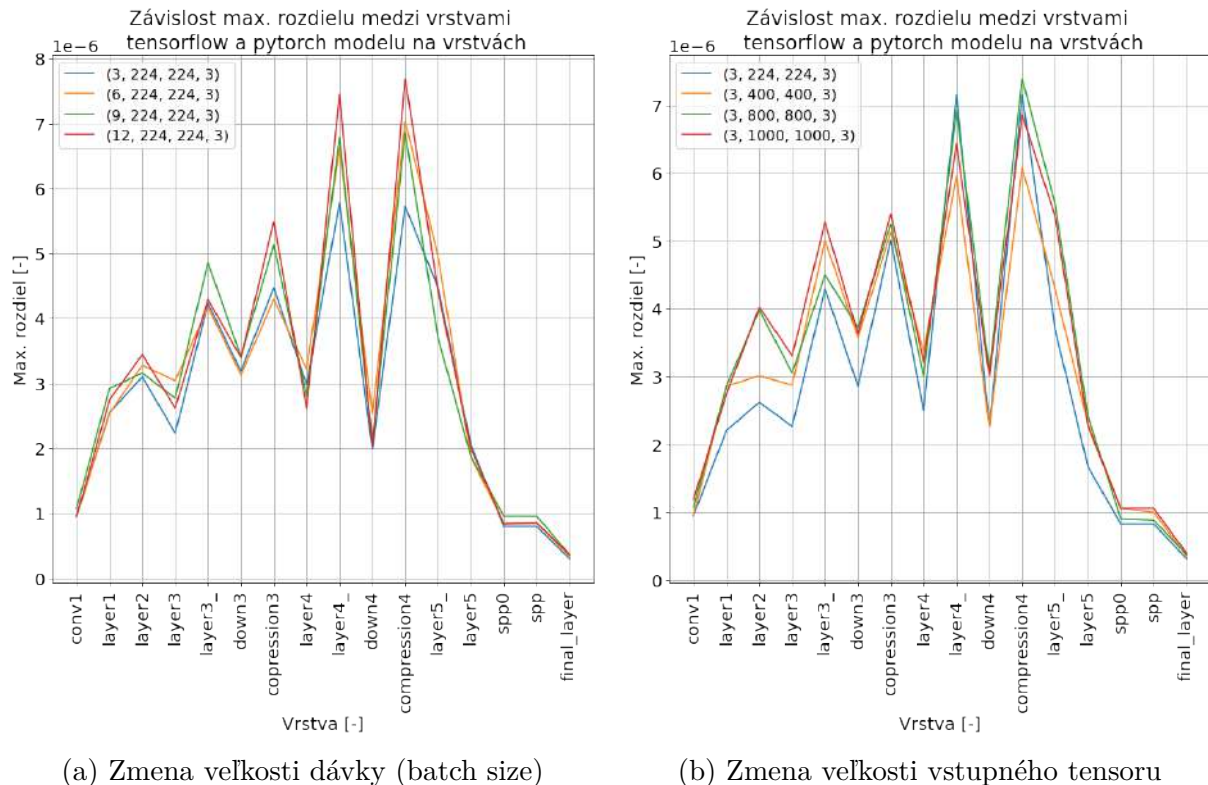 Závislost max. rozdielu medzi vrstvami
tensorflow a pytorch modelu na vrstvách
1e−6
(3, 224, 224, 3)
(6, 224, 224, 3)
(9, 224, 224, 3)
(12, 224, 224, 3)
8
7
6
5
4
3
2
1
0
Max. rozdiel [-]
conv1
layer1
layer2
layer3
layer3_
down3
copression3
layer4
layer4_
down4
compression4
layer5_
layer5
spp0
spp
final_layer
Vrstva [-]
(a) Zmena veľkosti dávky (batch size)
Závislost max. rozdielu medzi vrstvami
tensorflow a pytorch modelu na vrstvách
1e−6
(3, 224, 224, 3)
(3, 400, 400, 3)
(3, 800, 800, 3)
(3, 1000, 1000, 3)
7
6
5
4
3
2
1
0
Max. rozdiel [-]
conv1
layer1
layer2
layer3
layer3_
down3
copression3
layer4
layer4_
down4
compression4
layer5_
layer5
spp0
spp
final_layer
Vrstva [-]
(b) Zmena veľkosti vstupného tensoru